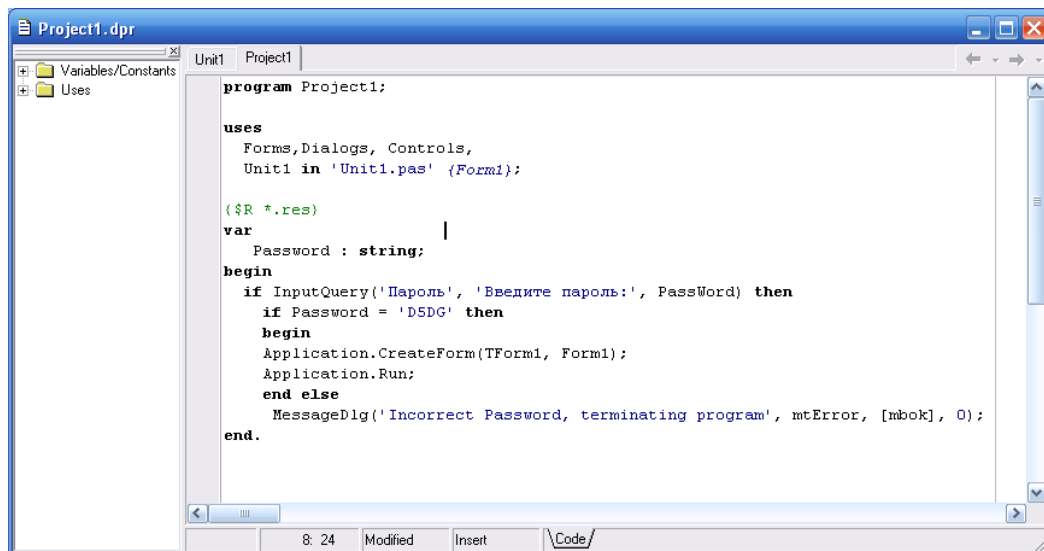 Project1.dpr
Variables/Constants
Uses
Unit1 Project1
program Project1;
uses
Forms,Dialogs, Controls,
Unit1 in 'Unit1.pas' {Form1};
{$R *.res}
var
Password : string;
begin
if InputQuery('Пароль', 'Введите пароль:', PassWord) then
if Password = 'D5DG' then
begin
Application.CreateForm(TForm1, Form1);
Application.Run;
end else
MessageDlg('Incorrect Password, terminating program', mtError, [mbok], 0);
end.
8: 24 Modified Insert \Code/